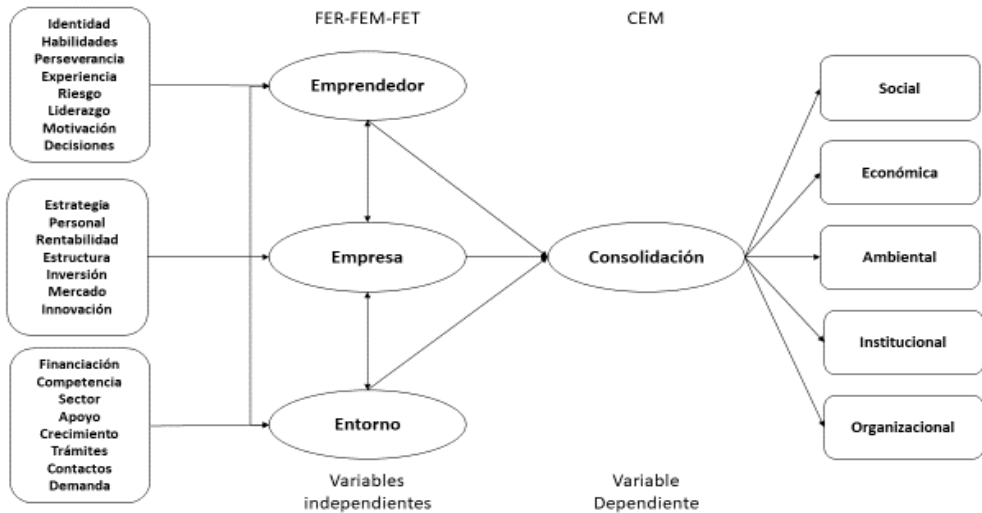 FER-FEM-FET
CEM
Identidad
Habilidades
Perseverancia
Experiencia
Riesgo
Liderazgo
Motivación
Decisiones
Emprendedor
Estrategia
Personal
Rentabilidad
Estructura
Inversión
Mercado
Innovación
Empresa
Financiación
Competencia
Sector
Apoyo
Crecimiento
Trámites
Contactos
Demanda
Entorno
Variables
independientes
Consolidación
Variable
Dependiente
Social
Económica
Ambiental
Institucional
Organizacional